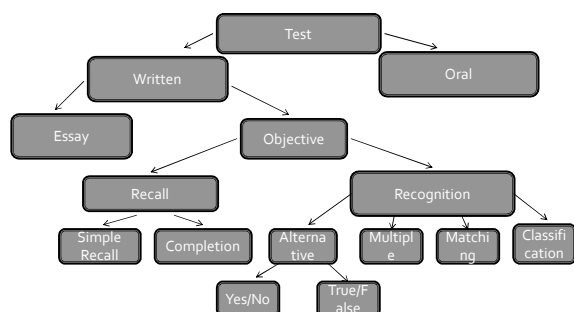 Test
Written
Oral
Essay
Objective
Recall
Recognition
Simple
Recall
Completion
Alterna
tive
Multipl
e
Matchi
ng
Classifi
cation
Yes/No
True/F
alse